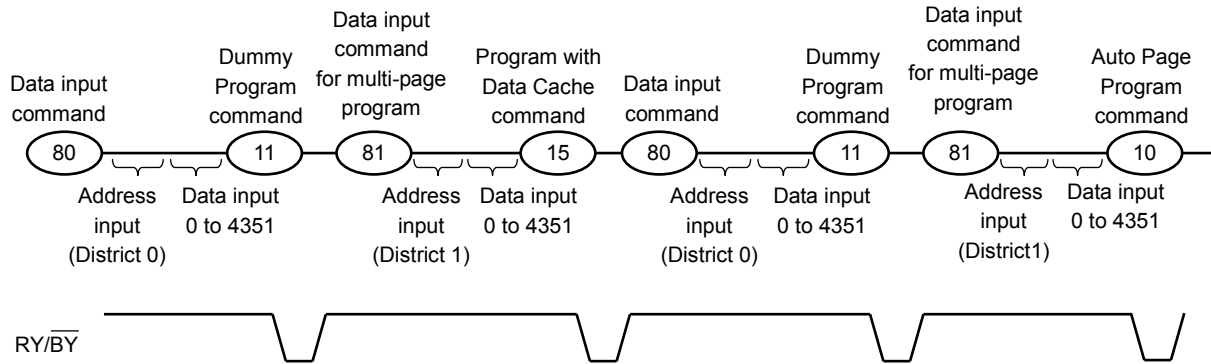 Data input
command
Dummy
Program
command
Data input
command
for multi-page
program
Program with
Data Cache
command
Data input
command
Dummy
Program
command
Data input
command
for multi-page
program
Auto Page
Program
command
80
11
81
15
80
11
81
10
Address
input
(District 0)
Data input
0 to 4351
Address
input
(District 1)
Data input
0 to 4351
Address
input
(District 0)
Data input
0 to 4351
Address
input
(District1)
Data input
0 to 4351
RY/BY